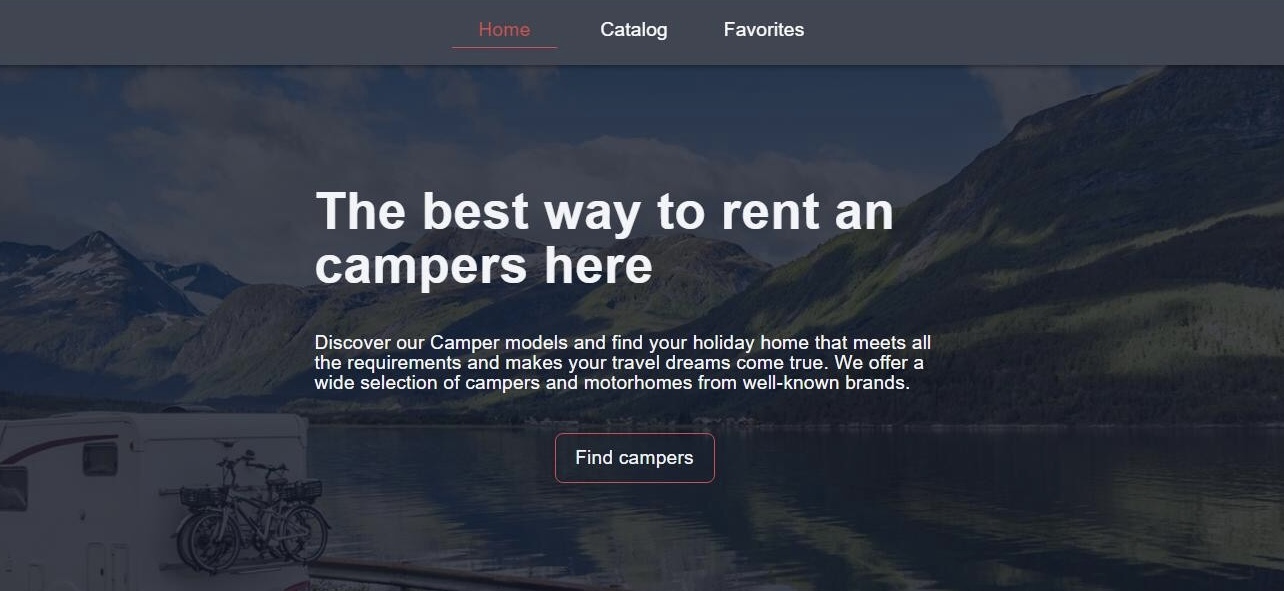 Home Catalog Favorites
The best way to rent an
campers here
Discover our Camper models and find your holiday home that meets all
the requirements and makes your travel dreams come true. We offer a
wide selection of campers and motorhomes from well-known brands.
Find campers